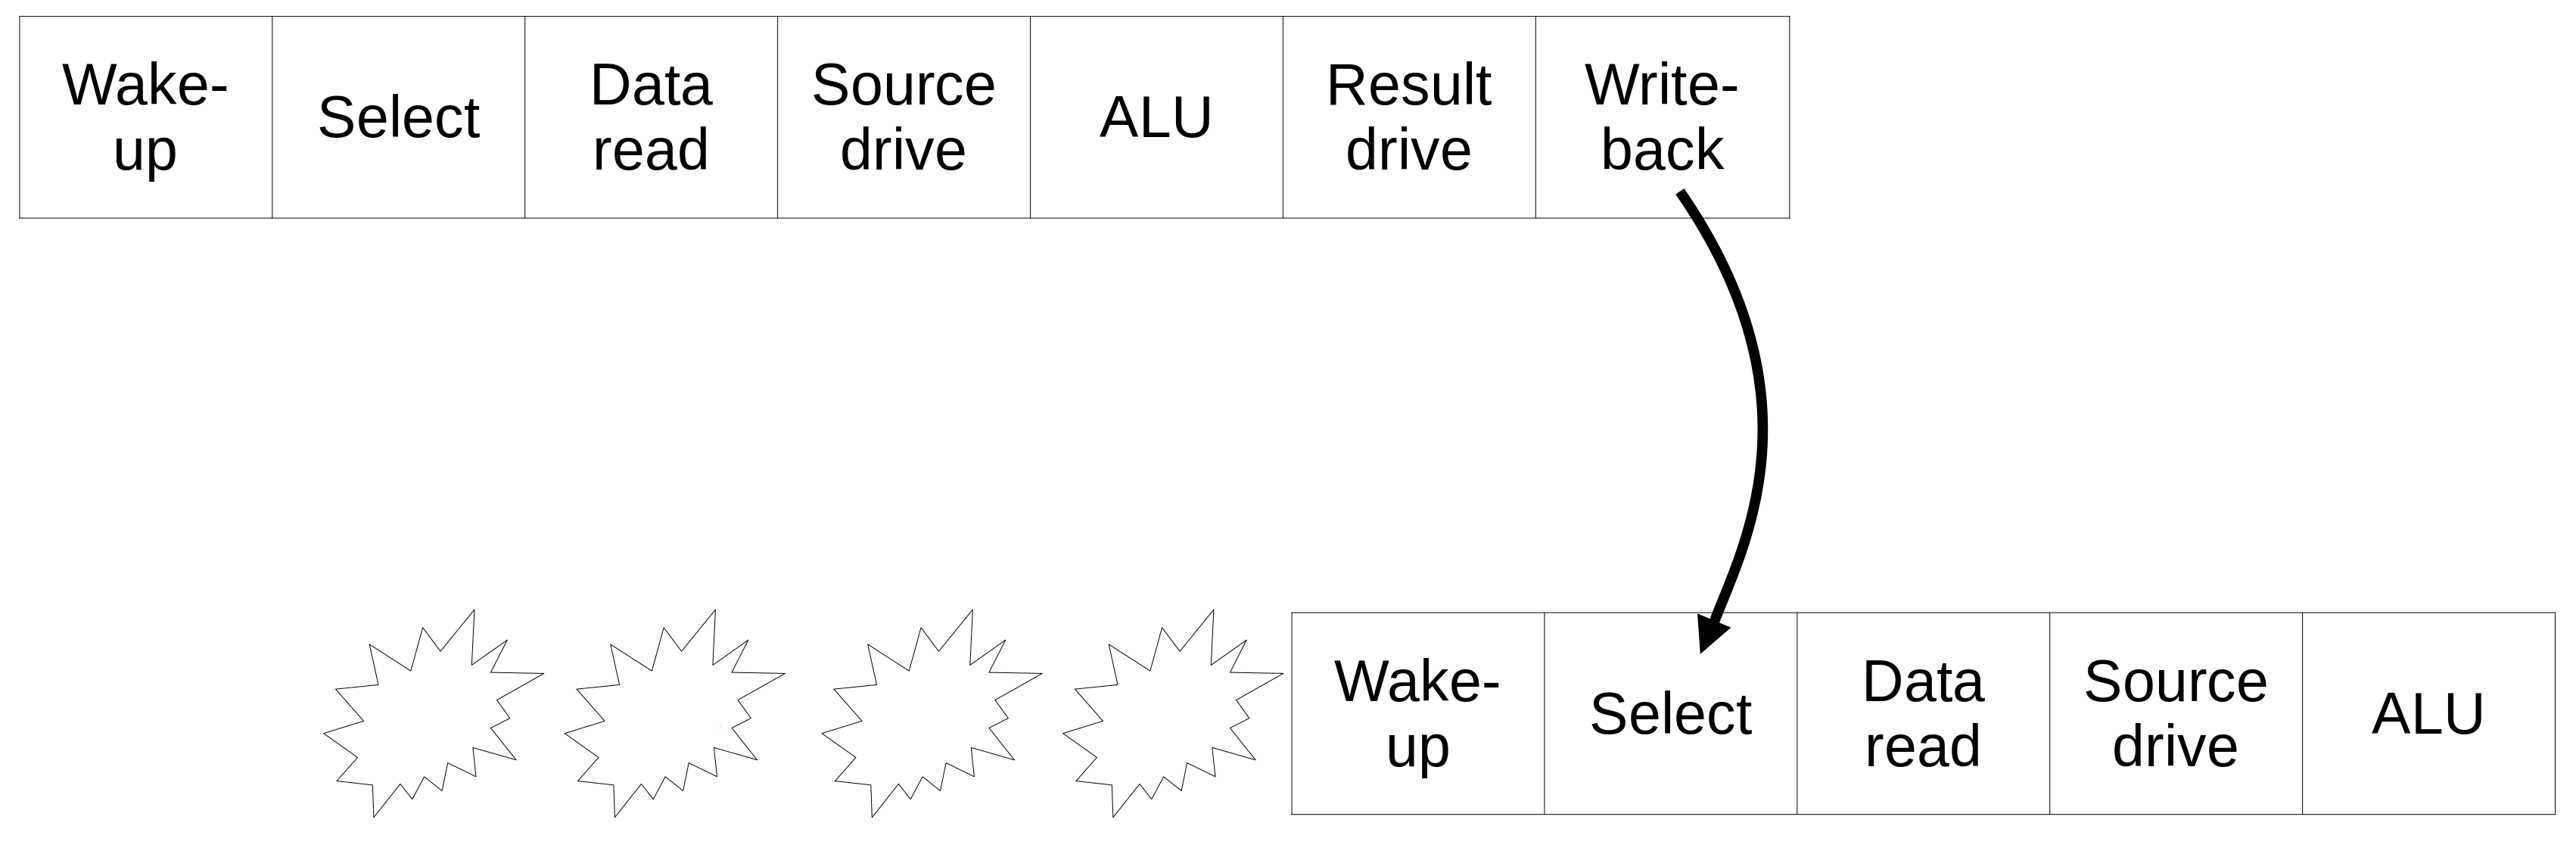 Wake-
up
Select
Data
read
Source
drive
ALU
Result
drive
Write-
back
Wake-
up
Select
Data
read
Source
drive
ALU